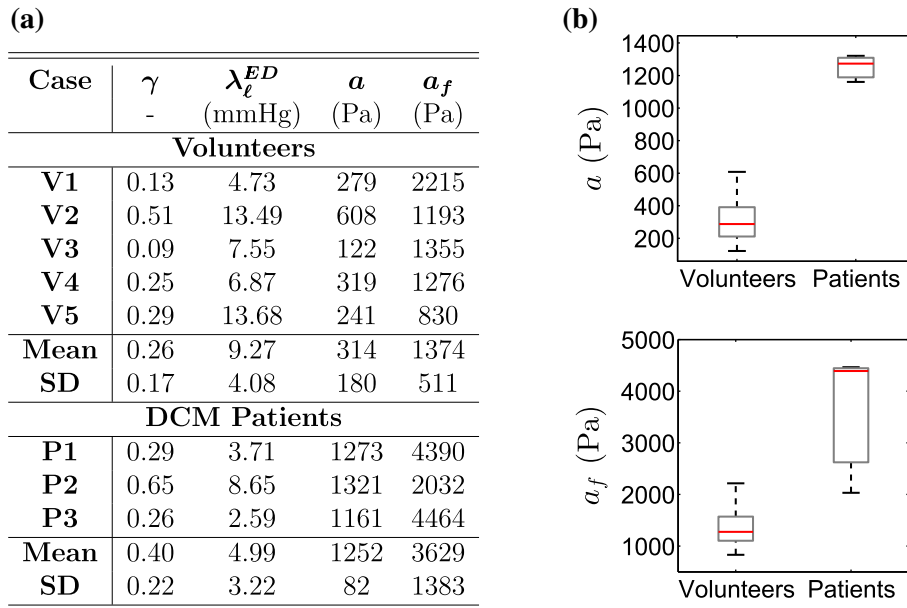 (a)
Case γ λℓ^ED a a_f
- (mmHg) (Pa) (Pa)
Volunteers
V1 0.13 4.73 279 2215
V2 0.51 13.49 608 1193
V3 0.09 7.55 122 1355
V4 0.25 6.87 319 1276
V5 0.29 13.68 241 830
Mean 0.26 9.27 314 1374
SD 0.17 4.08 180 511
DCM Patients
P1 0.29 3.71 1273 4390
P2 0.65 8.65 1321 2032
P3 0.26 2.59 1161 4464
Mean 0.40 4.99 1252 3629
SD 0.22 3.22 82 1383
(b)
a (Pa)
1400
1200
1000
800
600
400
200
Volunteers Patients
a_f (Pa)
5000
4000
3000
2000
1000
Volunteers Patients